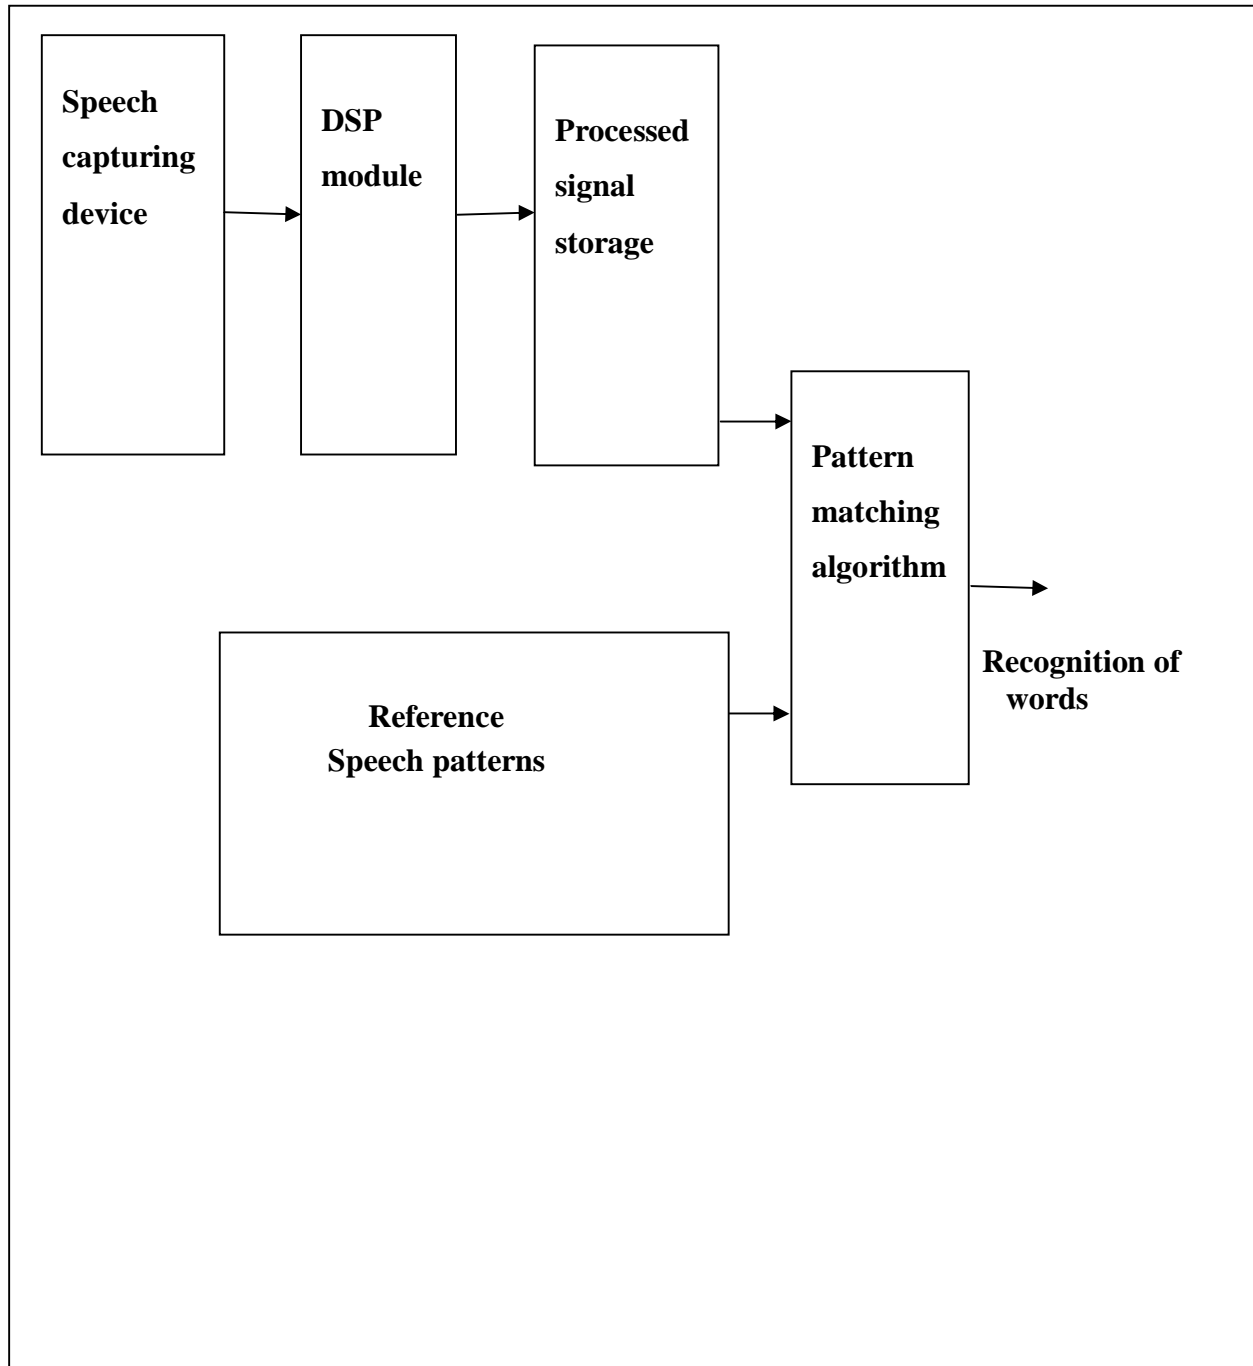 Speech
capturing
device
DSP
module
Processed
signal
storage
Pattern
matching
algorithm
Recognition of
words
Reference
Speech patterns